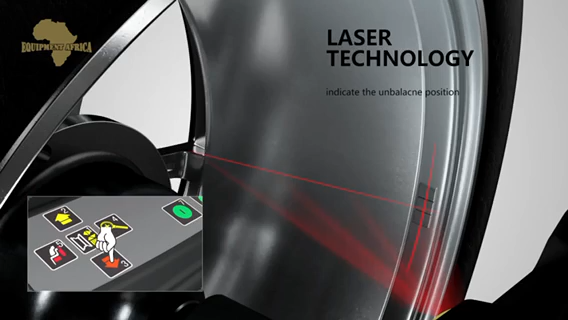 EQUIPMENT AFRICA
LASER
TECHNOLOGY
indicate the unbalacne position